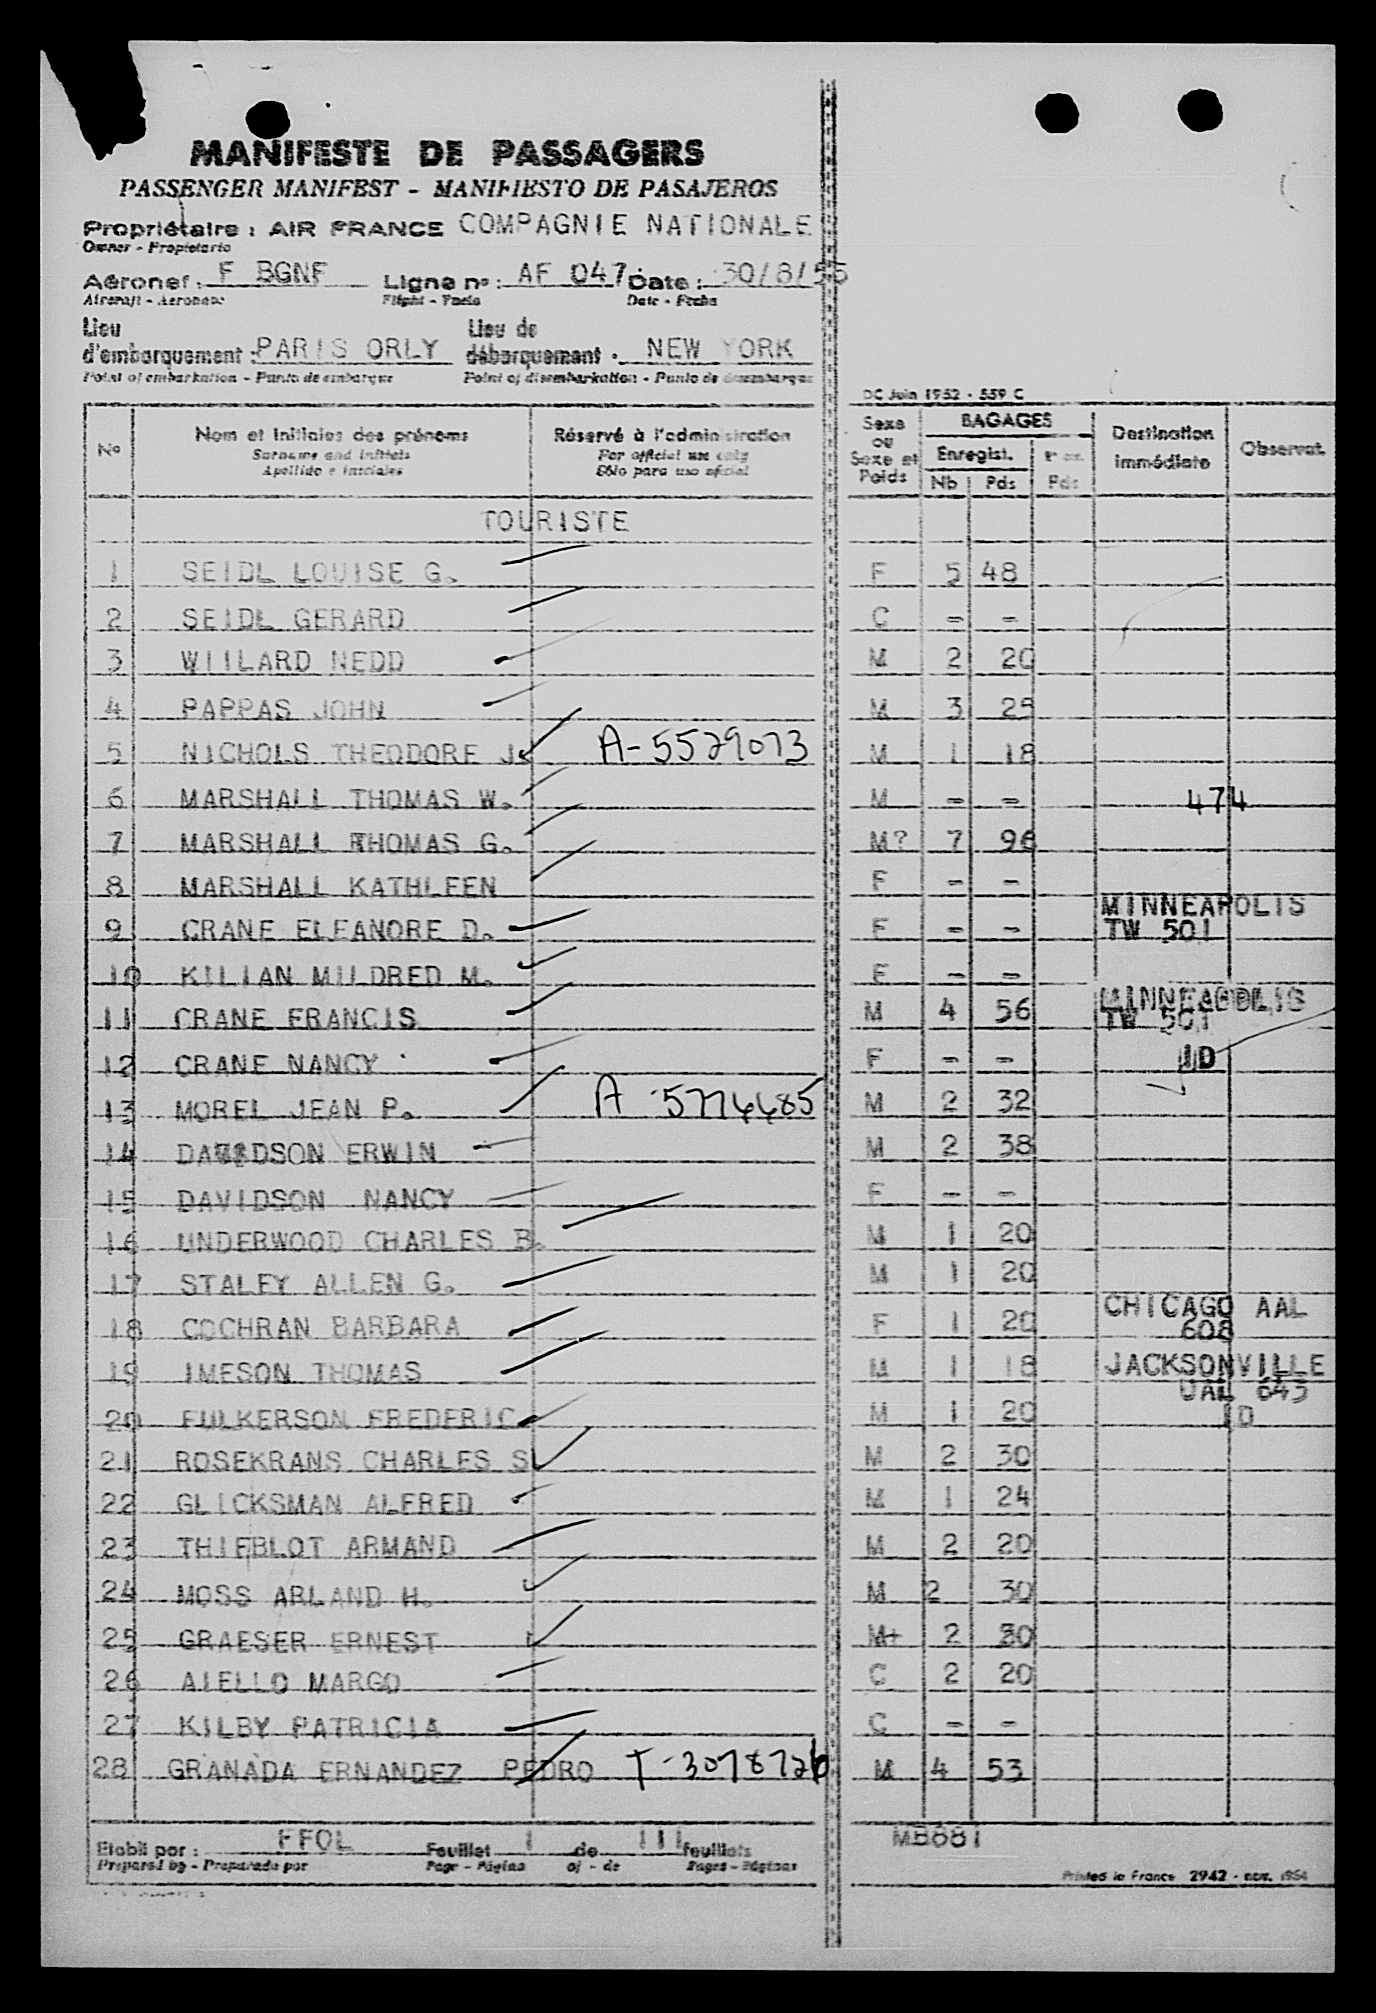 MANIFESTE DE PASSAGERS
PASSENGER MANIFEST - MANIFIESTO DE PASAJEROS
Propriétaire : AIR FRANCE COMPAGNIE NATIONALE
Owner - Propietario
Aéronef : F BGNF Ligne n° : AF 047 Date : 30/8/55
Aircraft - Aeronave Flight - Date - Fecha
Lieu d'embarquement : PARIS ORLY Lieu de débarquement : NEW YORK
Point of embarkation - Punto de embarque Point of disembarkation - Punto de desembarque
DC Juin 1952 - 559 C
N° Nom et Initiales des prénoms Réservé à l'administration Sexe ou Sexe et Poids BAGAGES Enregist. Nb Pds Pds Destination immédiate Observat.
Surname and initials For official use only
Apellido e iniciales Sólo para uso oficial
TOURISTE
1 SEIDL LOUISE G. F 5 48
2 SEIDL GERARD C - -
3 WIILARD NEDD M 2 20
4 PAPPAS JOHN M 3 25
5 NICHOLS THEODORE J. A-5529073 M 1 18
6 MARSHALL THOMAS W. M - - 474
7 MARSHALL THOMAS G. M? 7 96
8 MARSHALL KATHLEEN F - -
9 CRANE ELEANORE D. F - - MINNEAPOLIS TW 501
10 KILIAN MILDRED M. F - -
11 CRANE FRANCIS M 4 56 MINNEAPOLIS TW 501
12 CRANE NANCY F - - ID
13 MOREL JEAN P. A-5774485 M 2 32
14 DAVIDSON ERWIN M 2 38
15 DAVIDSON NANCY F - -
16 UNDERWOOD CHARLES B. M 1 20
17 STALEY ALLEN G. M 1 20
18 COCHRAN BARBARA F 1 20 CHICAGO AAL 608
19 IMESON THOMAS M 1 18 JACKSONVILLE
20 FULKERSON FREDERIC M 1 20 ID
21 ROSEKRANS CHARLES S M 2 30
22 GLICKSMAN ALFRED M 1 24
23 THIEBLOT ARMAND M 2 20
24 MOSS ARLAND H. M 2 30
25 GRAESER ERNEST M+ 2 30
26 AIELLO MARGO C 2 20
27 KILBY PATRICIA C - -
28 GRANADA ERNANDEZ PEDRO T-3078726 M 4 53
Etabli par : FFOL Feuillet 1 de 111 feuillets MB881
Prepared by - Preparado por Page - Página of - de Pages - Páginas
Printed in France 2942 - nov. 1954